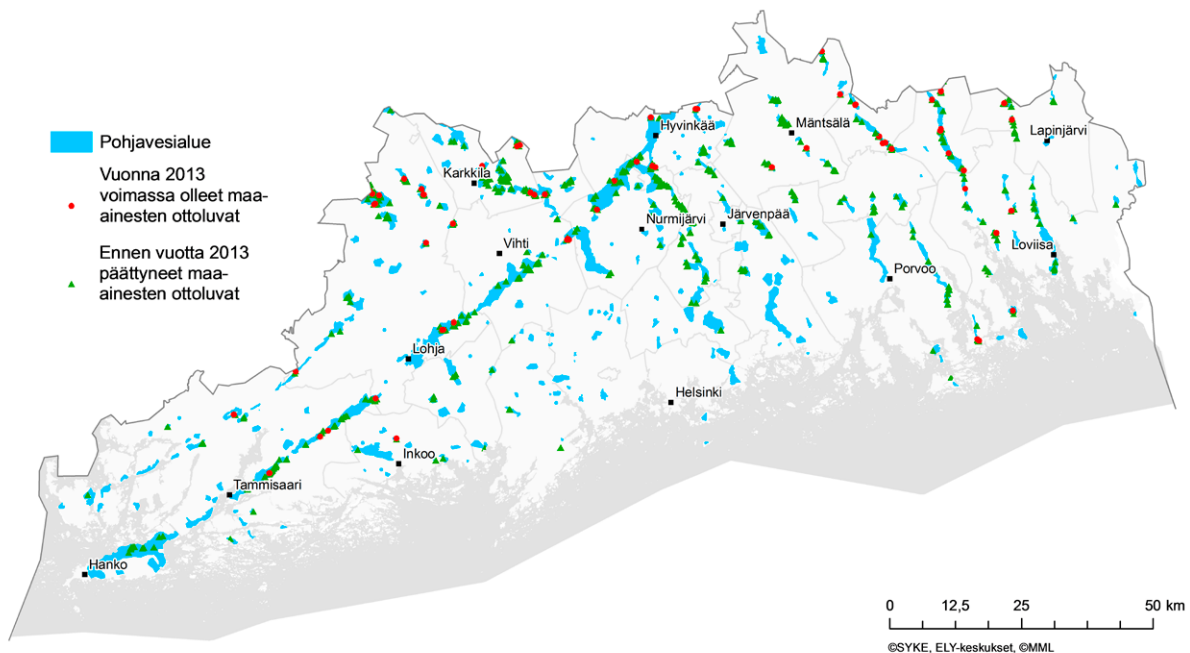 Pohjavesialue
Vuonna 2013
voimassa olleet maa-
ainesten ottoluvat
Ennen vuotta 2013
päättyneet maa-
ainesten ottoluvat
Hyvinkää
Mäntsälä
Lapinjärvi
Karkkila
Nurmijärvi
Järvenpää
Vihti
Loviisa
Porvoo
Lohja
Helsinki
Inkoo
Tammisaari
Hanko
0 12,5 25 50 km
©SYKE, ELY-keskukset, ©MML